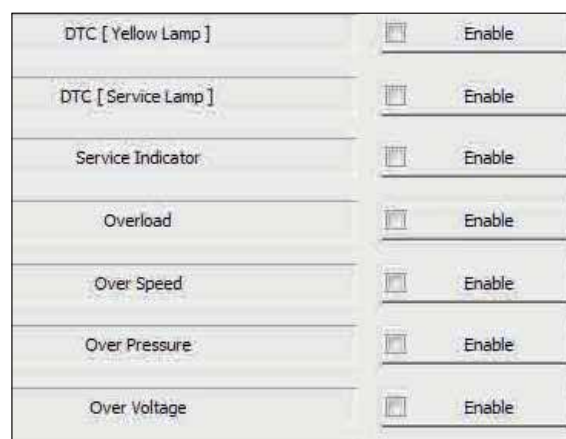 DTC [ Yellow Lamp ] Enable
DTC [ Service Lamp ] Enable
Service Indicator Enable
Overload Enable
Over Speed Enable
Over Pressure Enable
Over Voltage Enable